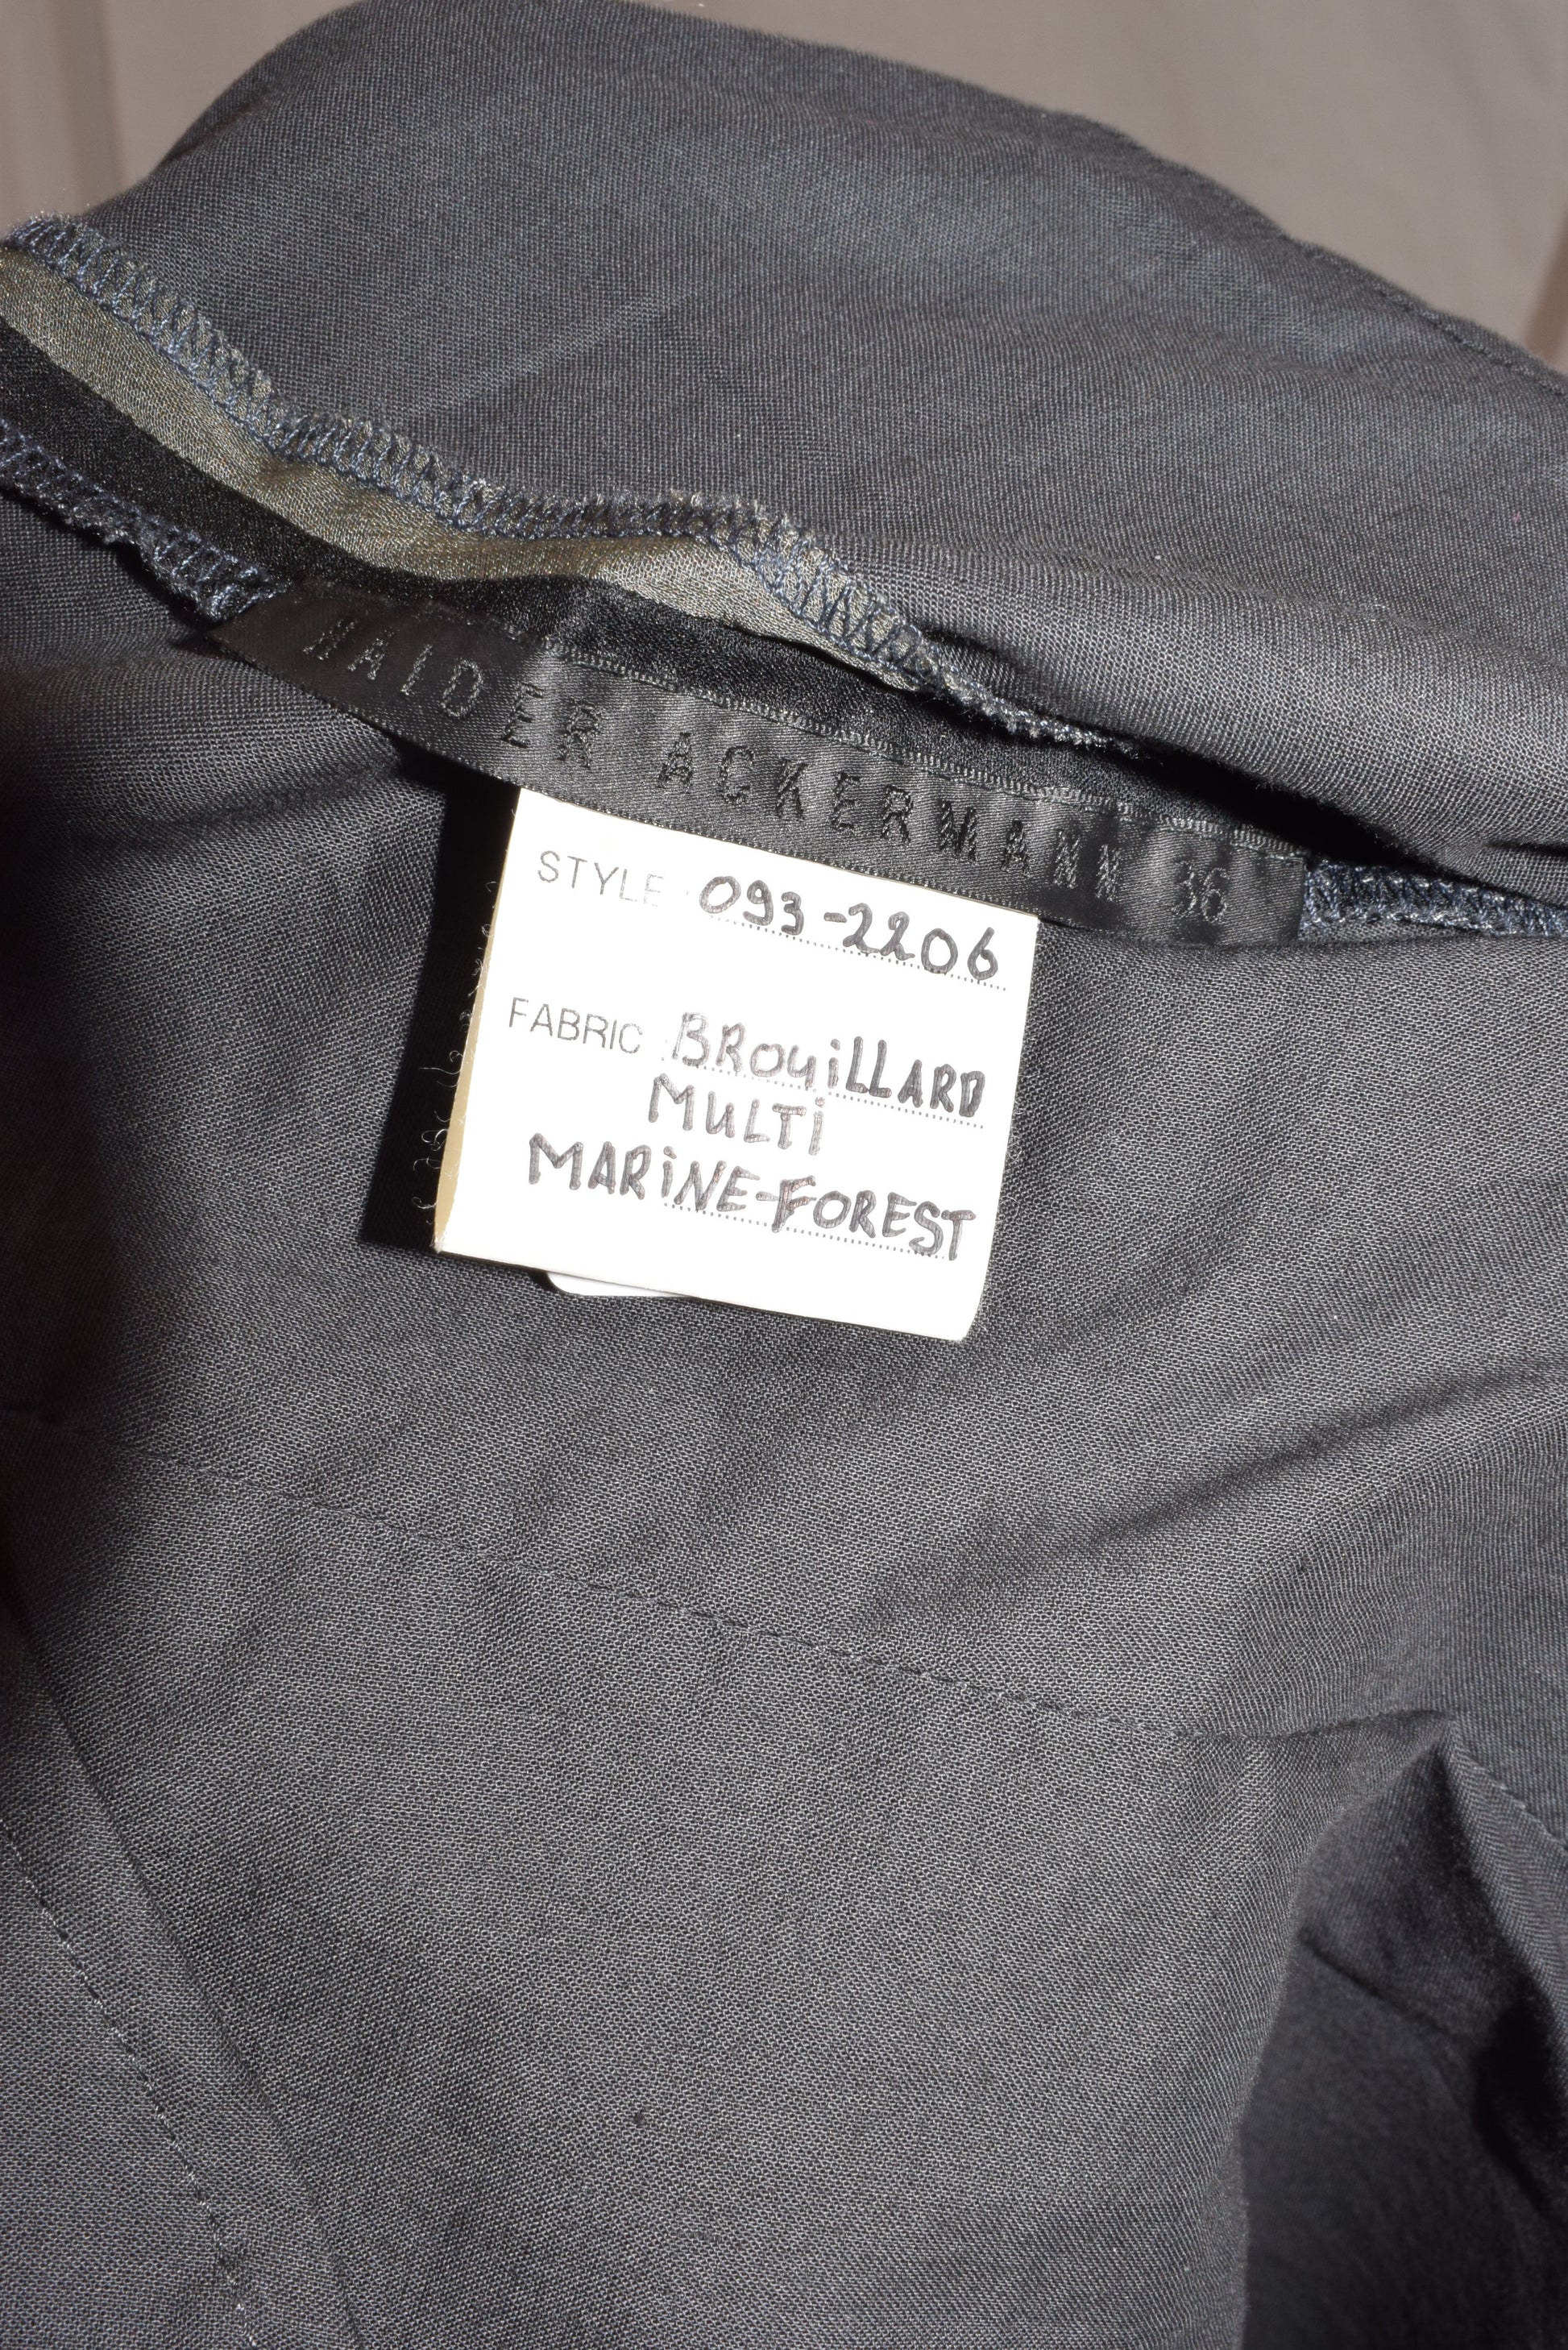 HAIDER ACKERMANN 36
STYLE : 093-2206
FABRIC : BROUiLLARD
MULTi
MARiNE-FOREST